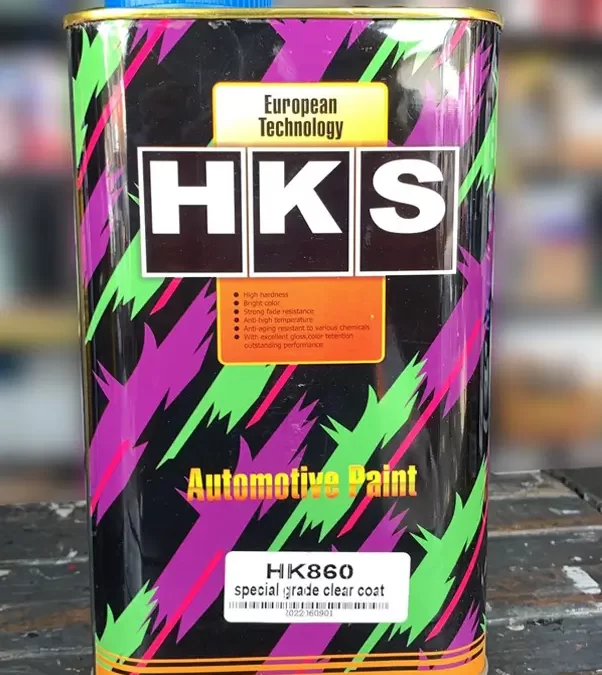 European
Technology
HKS
● High hardness
● Bright color
● Strong fade resistance
● Anti-high temperature
● Anti-aging resistant to various chemicals
● With excellent gloss,color retention
outstanding performance
Automotive Paint
HK860
special grade clear coat